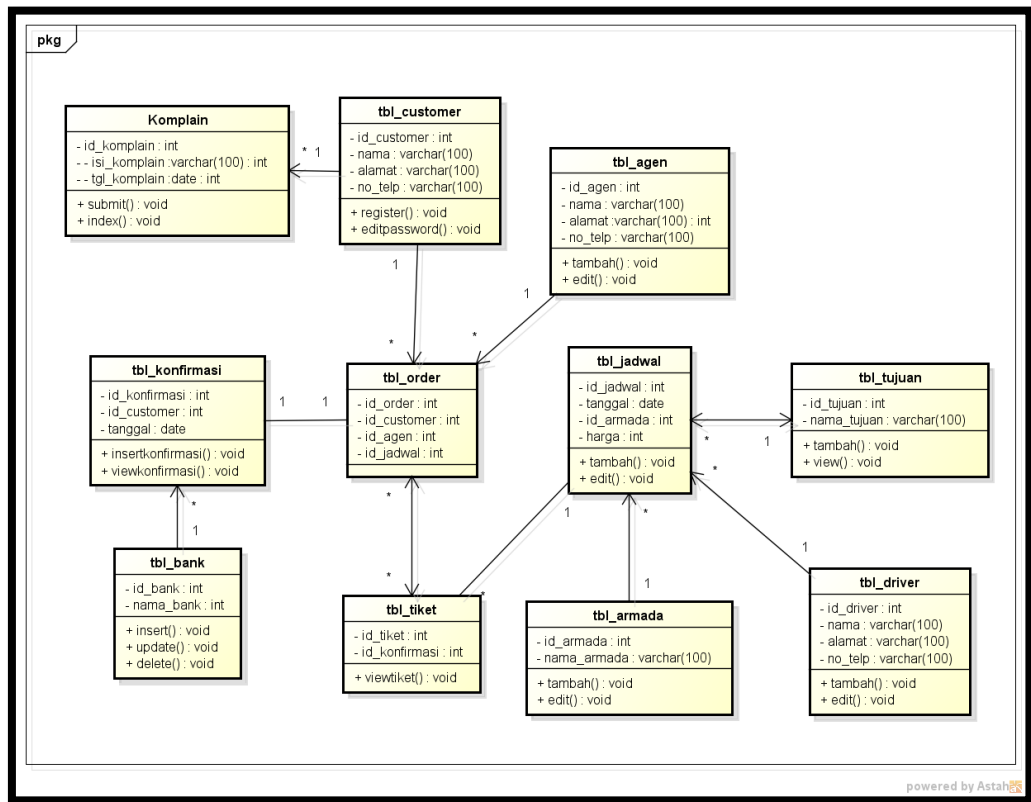 pkg
Komplain
- id_komplain : int
- - isi_komplain :varchar(100) : int
- - tgl_komplain :date : int
+ submit() : void
+ index() : void
* 1
tbl_customer
- id_customer : int
- nama : varchar(100)
- alamat : varchar(100)
- no_telp : varchar(100)
+ register() : void
+ editpassword() : void
tbl_agen
- id_agen : int
- nama : varchar(100)
- alamat :varchar(100) : int
- no_telp : varchar(100)
+ tambah() : void
+ edit() : void
1
*
1
*
tbl_konfirmasi
- id_konfirmasi : int
- id_customer : int
- tanggal : date
+ insertkonfirmasi() : void
+ viewkonfirmasi() : void
1 1
tbl_order
- id_order : int
- id_customer : int
- id_agen : int
- id_jadwal : int
tbl_jadwal
- id_jadwal : int
- tanggal : date
- id_armada : int
- harga : int
+ tambah() : void
+ edit() : void
* 1
tbl_tujuan
- id_tujuan : int
- nama_tujuan : varchar(100)
+ tambah() : void
+ view() : void
*
1
tbl_bank
- id_bank : int
- nama_bank : int
+ insert() : void
+ update() : void
+ delete() : void
*
*
tbl_tiket
- id_tiket : int
- id_konfirmasi : int
+ viewtiket() : void
1
*
*
1
tbl_armada
- id_armada : int
- nama_armada : varchar(100)
+ tambah() : void
+ edit() : void
*
1
tbl_driver
- id_driver : int
- nama : varchar(100)
- alamat : varchar(100)
- no_telp : varchar(100)
+ tambah() : void
+ edit() : void
powered by Astah